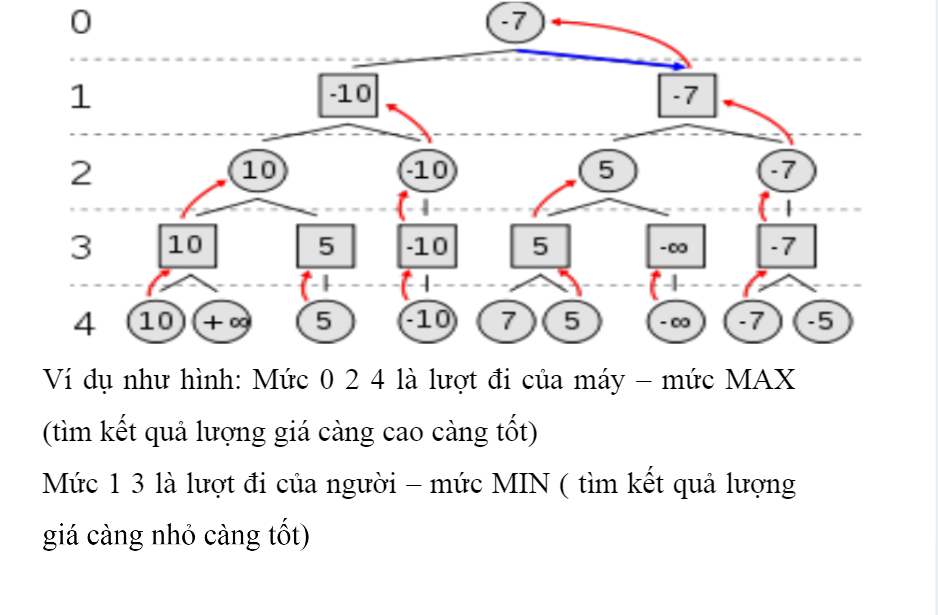 0 -7
1 -10 -7
2 10 -10 5 -7
3 10 5 -10 5 -∞ -7
4 10 +∞ 5 -10 7 5 -∞ -7 -5
Ví dụ như hình: Mức 0 2 4 là lượt đi của máy – mức MAX
(tìm kết quả lượng giá càng cao càng tốt)
Mức 1 3 là lượt đi của người – mức MIN ( tìm kết quả lượng
giá càng nhỏ càng tốt)